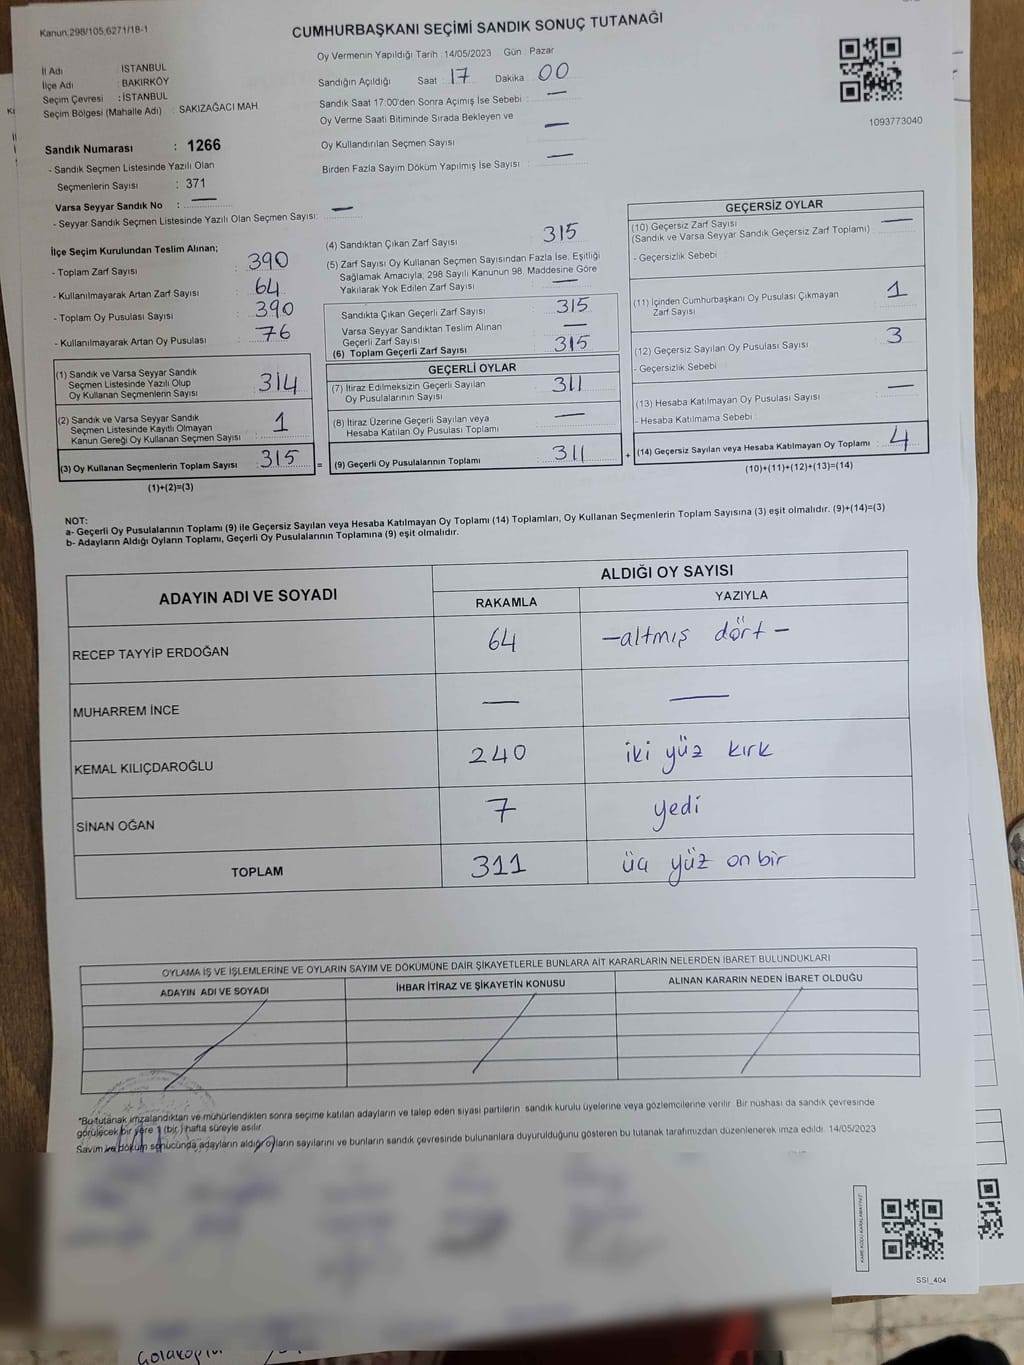 Kanun:298/105,6271/18-1
CUMHURBAŞKANI SEÇİMİ SANDIK SONUÇ TUTANAĞI
Oy Vermenin Yapıldığı Tarih :14/05/2023 Gün : Pazar
İl Adı : İSTANBUL
İlçe Adı : BAKIRKÖY
Seçim Çevresi : İSTANBUL
Seçim Bölgesi (Mahalle Adı) : SAKIZAĞACI MAH
Sandığın Açıldığı Saat : 17 Dakika : 00
Sandık Saat 17:00'den Sonra Açımış İse Sebebi : —
Oy Verme Saati Bitiminde Sırada Bekleyen ve
Oy Kullandırılan Seçmen Sayısı : —
Birden Fazla Sayım Döküm Yapılmış İse Sayısı : —
1093773040
Sandık Numarası : 1266
- Sandık Seçmen Listesinde Yazılı Olan
Seçmenlerin Sayısı : 371
Varsa Seyyar Sandık No : —
- Seyyar Sandık Seçmen Listesinde Yazılı Olan Seçmen Sayısı: —
İlçe Seçim Kurulundan Teslim Alınan;
- Toplam Zarf Sayısı : 390
- Kullanılmayarak Artan Zarf Sayısı : 64
- Toplam Oy Pusulası Sayısı : 390
- Kullanılmayarak Artan Oy Pusulası : 76
(1) Sandık ve Varsa Seyyar Sandık
Seçmen Listesinde Yazılı Olup
Oy Kullanan Seçmenlerin Sayısı : 314
(2) Sandık ve Varsa Seyyar Sandık
Seçmen Listesinde Kayıtlı Olmayan
Kanun Gereği Oy Kullanan Seçmen Sayısı : 1
(3) Oy Kullanan Seçmenlerin Toplam Sayısı : 315 =
(1)+(2)=(3)
(4) Sandıktan Çıkan Zarf Sayısı : 315
(5) Zarf Sayısı Oy Kullanan Seçmen Sayısından Fazla İse, Eşitliği
Sağlamak Amacıyla; 298 Sayılı Kanunun 98. Maddesine Göre
Yakılarak Yok Edilen Zarf Sayısı : —
Sandıkta Çıkan Geçerli Zarf Sayısı : 315
Varsa Seyyar Sandıktan Teslim Alınan
Geçerli Zarf Sayısı : —
(6) Toplam Geçerli Zarf Sayısı : 315
GEÇERLİ OYLAR
(7) İtiraz Edilmeksizin Geçerli Sayılan
Oy Pusulalarının Sayısı : 311
(8) İtiraz Üzerine Geçerli Sayılan veya
Hesaba Katılan Oy Pusulası Toplamı : —
(9) Geçerli Oy Pusulalarının Toplamı : 311 +
GEÇERSİZ OYLAR
(10) Geçersiz Zarf Sayısı : —
(Sandık ve Varsa Seyyar Sandık Geçersiz Zarf Toplamı)
- Geçersizlik Sebebi
(11) İçinden Cumhurbaşkanı Oy Pusulası Çıkmayan
Zarf Sayısı : 1
(12) Geçersiz Sayılan Oy Pusulası Sayısı : 3
- Geçersizlik Sebebi
(13) Hesaba Katılmayan Oy Pusulası Sayısı : —
- Hesaba Katılmama Sebebi
(14) Geçersiz Sayılan veya Hesaba Katılmayan Oy Toplamı : 4
(10)+(11)+(12)+(13)=(14)
NOT:
a- Geçerli Oy Pusulalarının Toplamı (9) ile Geçersiz Sayılan veya Hesaba Katılmayan Oy Toplamı (14) Toplamları, Oy Kullanan Seçmenlerin Toplam Sayısına (3) eşit olmalıdır. (9)+(14)=(3)
b- Adayların Aldığı Oyların Toplamı, Geçerli Oy Pusulalarının Toplamına (9) eşit olmalıdır.
ADAYIN ADI VE SOYADI ALDIĞI OY SAYISI
RAKAMLA YAZIYLA
RECEP TAYYİP ERDOĞAN 64 —altmış dört—
MUHARREM İNCE — —
KEMAL KILIÇDAROĞLU 240 iki yüz kırk
SİNAN OĞAN 7 yedi
TOPLAM 311 üç yüz on bir
OYLAMA İŞ VE İŞLEMLERİNE VE OYLARIN SAYIM VE DÖKÜMÜNE DAİR ŞİKAYETLERLE BUNLARA AİT KARARLARIN NELERDEN İBARET BULUNDUKLARI
ADAYIN ADI VE SOYADI İHBAR İTİRAZ VE ŞİKAYETİN KONUSU ALINAN KARARIN NEDEN İBARET OLDUĞU
*Bu tutanak imzalandıktan ve mühürlendikten sonra seçime katılan adayların ve talep eden siyasi partilerin sandık kurulu üyelerine veya gözlemcilerine verilir. Bir nüshası da sandık çevresinde
görülecek bir yere 1 (bir) hafta süreyle asılır.
Sayım ve döküm sonucunda adayların aldığı oyların sayılarını ve bunların sandık çevresinde bulunanlara duyurulduğunu gösteren bu tutanak tarafımızdan düzenlenerek imza edildi. 14/05/2023
KARE KODU KARALAMAYINIZ!
SSI_404